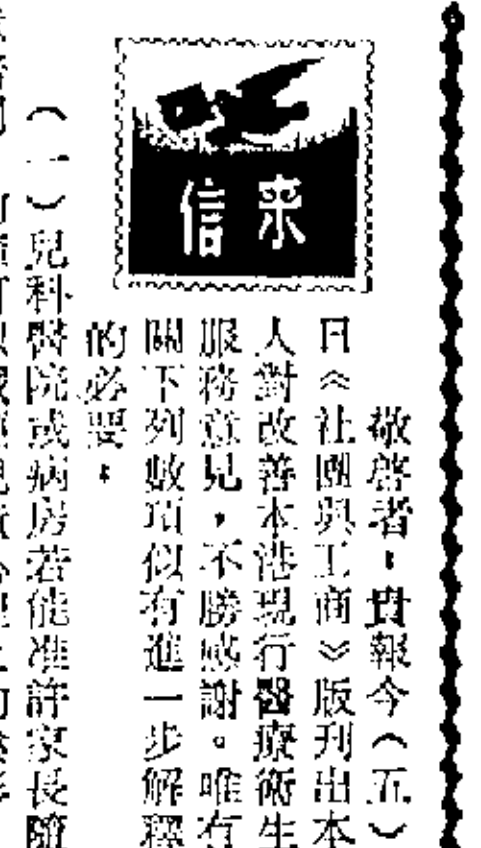 来信
敬啓者：貴報今（五）
日《社團與工商》版刊出本
人對改善本港現行醫療衛生
服務意見，不勝感謝。唯有
關下列數項似有進一步解釋
的必要：
（一）兒科醫院或病房若能准許家長隨